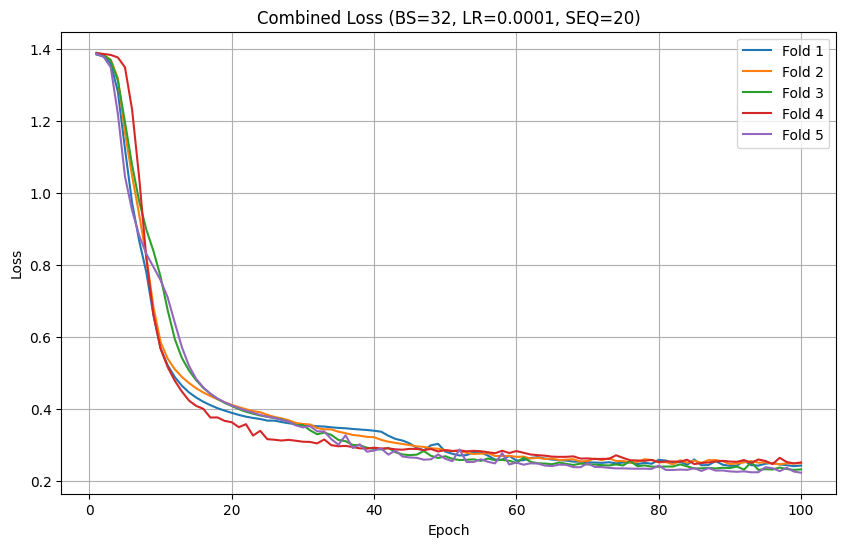 Combined Loss (BS=32, LR=0.0001, SEQ=20)
Fold 1
Fold 2
Fold 3
Fold 4
Fold 5
Loss
1.4
1.2
1.0
0.8
0.6
0.4
0.2
0 20 40 60 80 100
Epoch